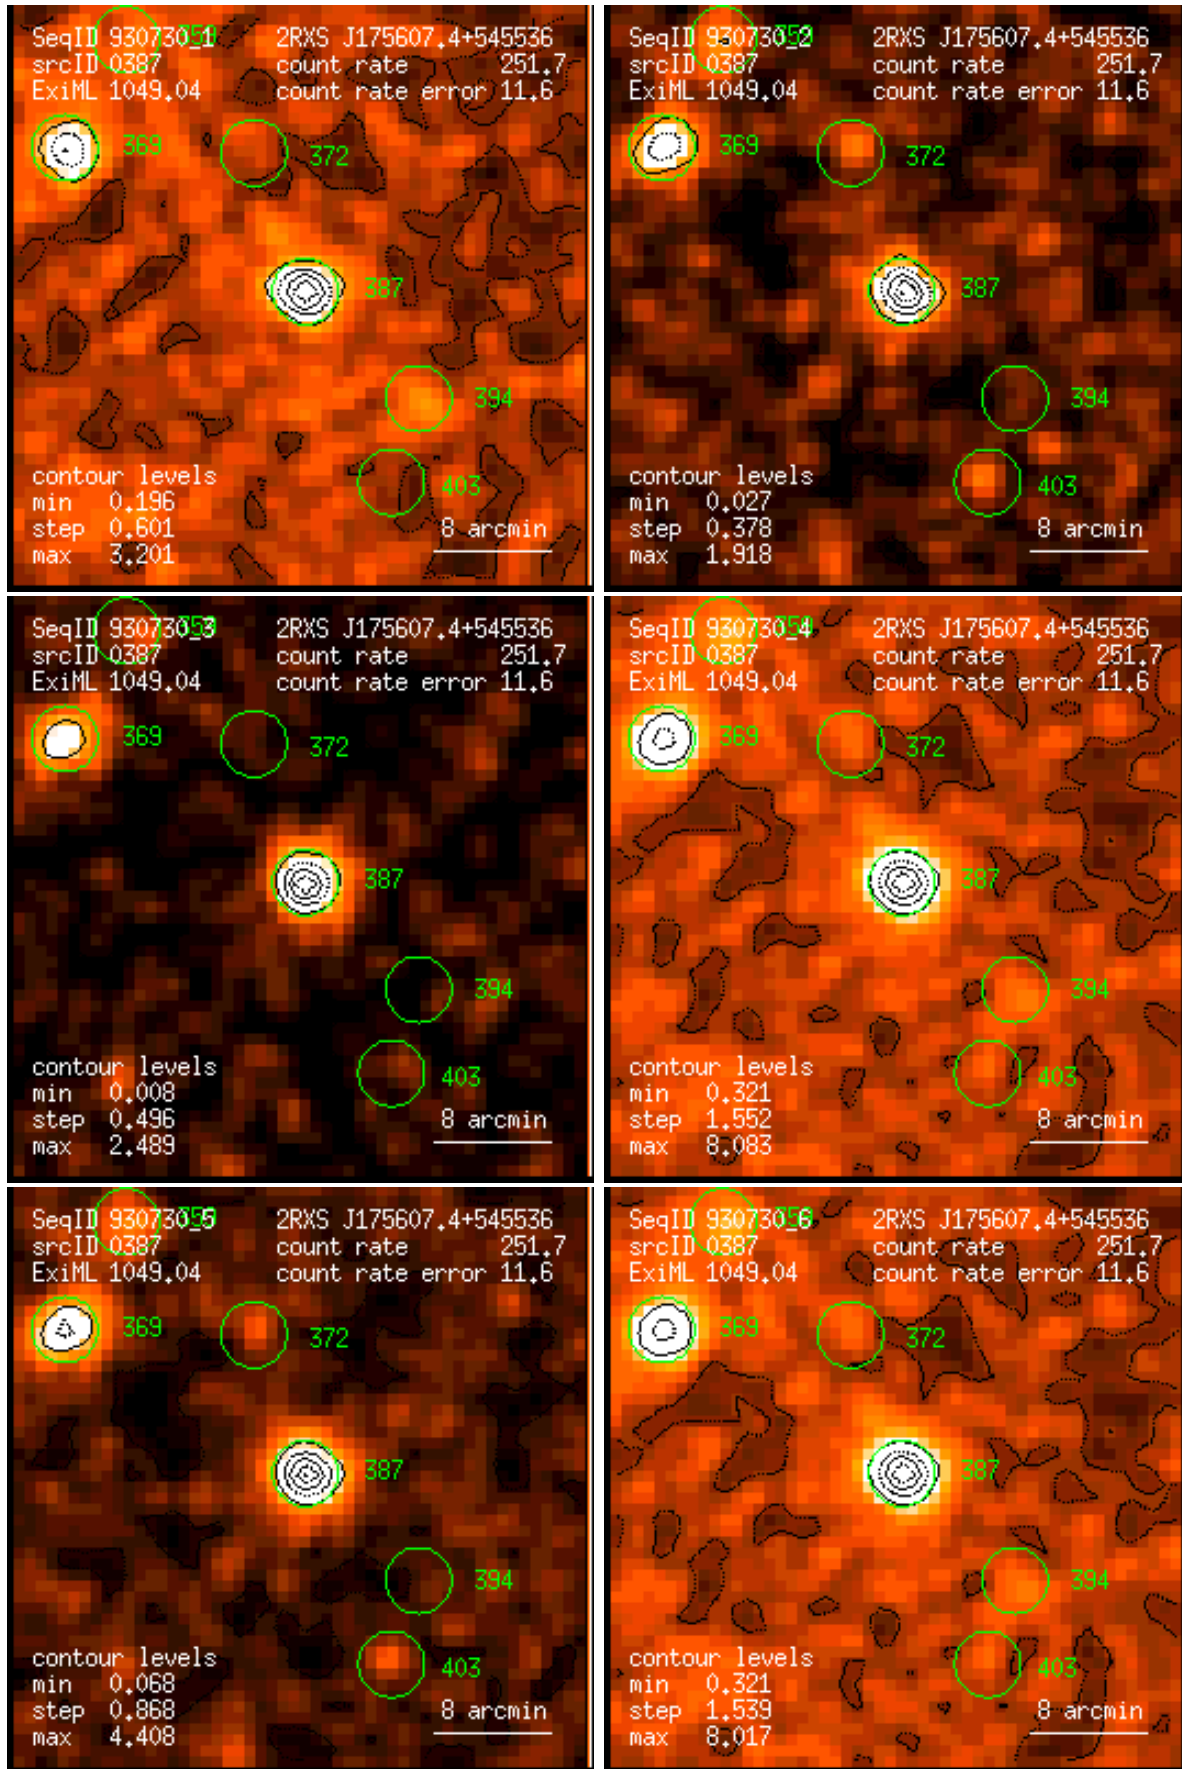 SeqID 930730_1 359 2RXS J175607.4+545536
srcID 0387 count rate 251.7
ExiML 1049.04 count rate error 11.6
369
372
387
394
403
contour levels
min 0.196
step 0.601 8 arcmin
max 3.201
SeqID 930730_2 359 2RXS J175607.4+545536
srcID 0387 count rate 251.7
ExiML 1049.04 count rate error 11.6
369
372
387
394
403
contour levels
min 0.027
step 0.378 8 arcmin
max 1.918
SeqID 930730_3 359 2RXS J175607.4+545536
srcID 0387 count rate 251.7
ExiML 1049.04 count rate error 11.6
369
372
387
394
403
contour levels
min 0.008
step 0.496 8 arcmin
max 2.489
SeqID 930730_4 359 2RXS J175607.4+545536
srcID 0387 count rate 251.7
ExiML 1049.04 count rate error 11.6
369
372
387
394
403
contour levels
min 0.321
step 1.552 8 arcmin
max 8.083
SeqID 930730_5 359 2RXS J175607.4+545536
srcID 0387 count rate 251.7
ExiML 1049.04 count rate error 11.6
369
372
387
394
403
contour levels
min 0.068
step 0.868 8 arcmin
max 4.408
SeqID 930730_6 359 2RXS J175607.4+545536
srcID 0387 count rate 251.7
ExiML 1049.04 count rate error 11.6
369
372
387
394
403
contour levels
min 0.321
step 1.539 8 arcmin
max 8.017